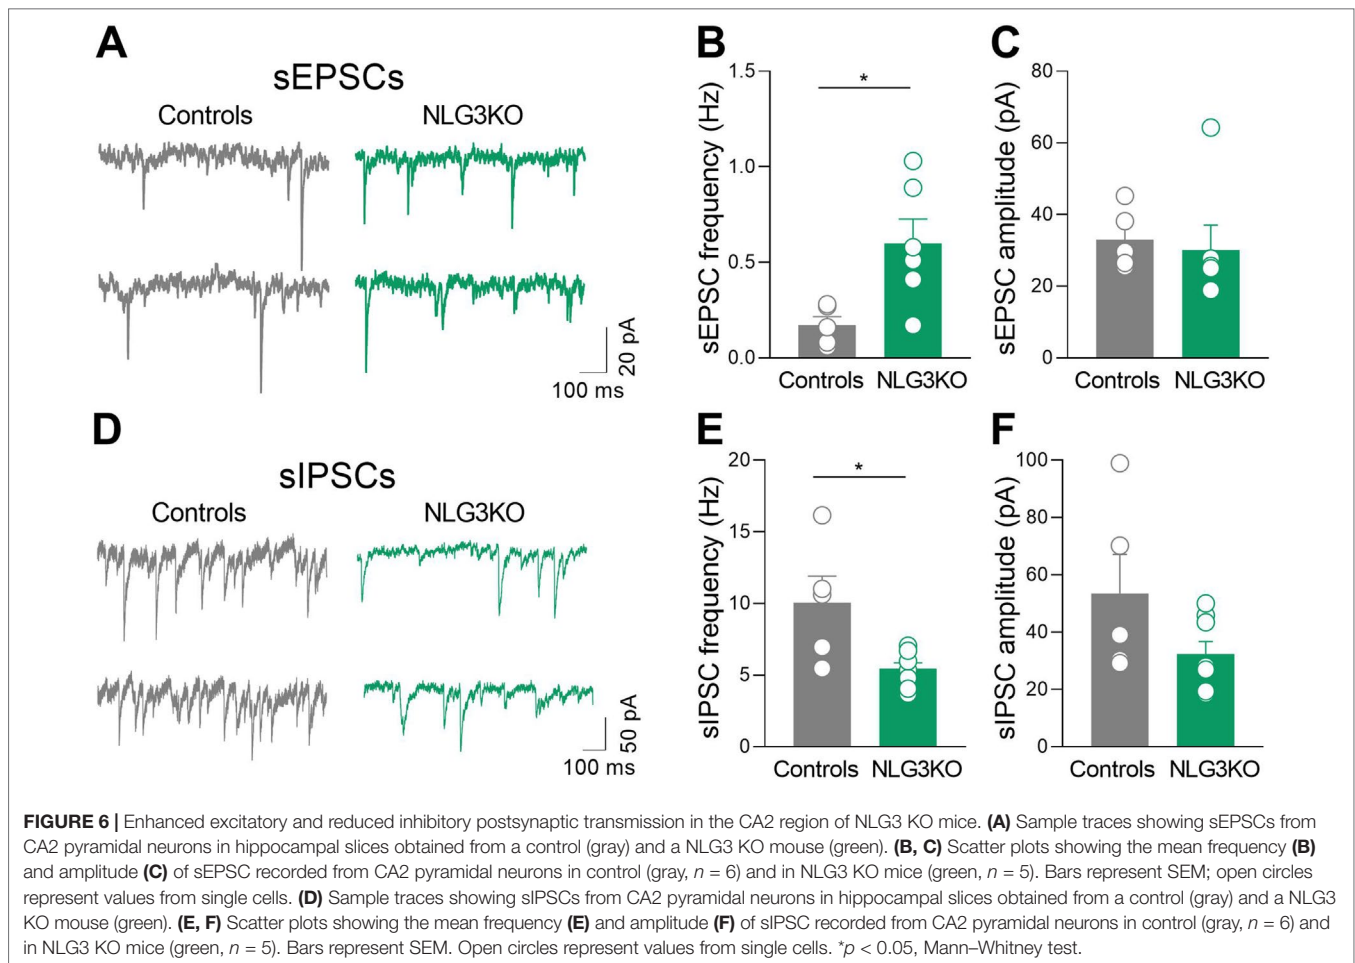 A
sEPSCs
Controls
NLG3KO
20 pA
100 ms
B
sEPSC frequency (Hz)
1.5
1.0
0.5
0.0
*
Controls
NLG3KO
C
sEPSC amplitude (pA)
80
60
40
20
0
Controls
NLG3KO
D
sIPSCs
Controls
NLG3KO
50 pA
100 ms
E
sIPSC frequency (Hz)
20
15
10
5
0
*
Controls
NLG3KO
F
sIPSC amplitude (pA)
100
80
60
40
20
0
Controls
NLG3KO
FIGURE 6 | Enhanced excitatory and reduced inhibitory postsynaptic transmission in the CA2 region of NLG3 KO mice. (A) Sample traces showing sEPSCs from
CA2 pyramidal neurons in hippocampal slices obtained from a control (gray) and a NLG3 KO mouse (green). (B, C) Scatter plots showing the mean frequency (B)
and amplitude (C) of sEPSC recorded from CA2 pyramidal neurons in control (gray, n = 6) and in NLG3 KO mice (green, n = 5). Bars represent SEM; open circles
represent values from single cells. (D) Sample traces showing sIPSCs from CA2 pyramidal neurons in hippocampal slices obtained from a control (gray) and a NLG3
KO mouse (green). (E, F) Scatter plots showing the mean frequency (E) and amplitude (F) of sIPSC recorded from CA2 pyramidal neurons in control (gray, n = 6) and
in NLG3 KO mice (green, n = 5). Bars represent SEM. Open circles represent values from single cells. *p < 0.05, Mann–Whitney test.